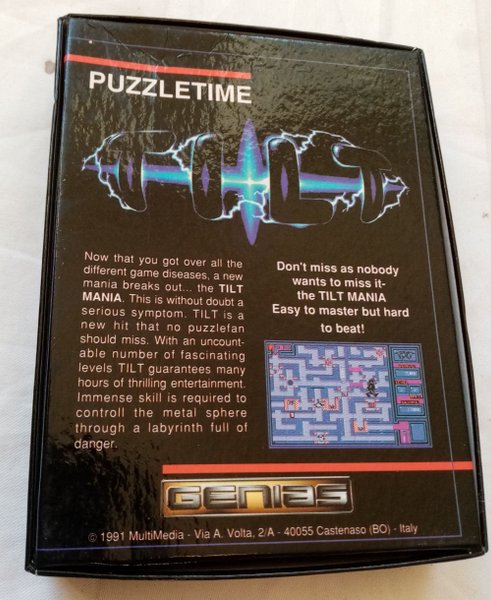 PUZZLETIME
TILT
Now that you got over all the
different game diseases, a new
mania breaks out... the TILT
MANIA. This is without doubt a
serious symptom. TILT is a
new hit that no puzzlefan
should miss. With an uncount-
able number of fascinating
levels TILT guarantees many
hours of thrilling entertainment.
Immense skill is required to
controll the metal sphere
through a labyrinth full of
danger.
Don't miss as nobody
wants to miss it-
the TILT MANIA
Easy to master but hard
to beat!
GENIAS
© 1991 MultiMedia - Via A. Volta, 2/A - 40055 Castenaso (BO) - Italy